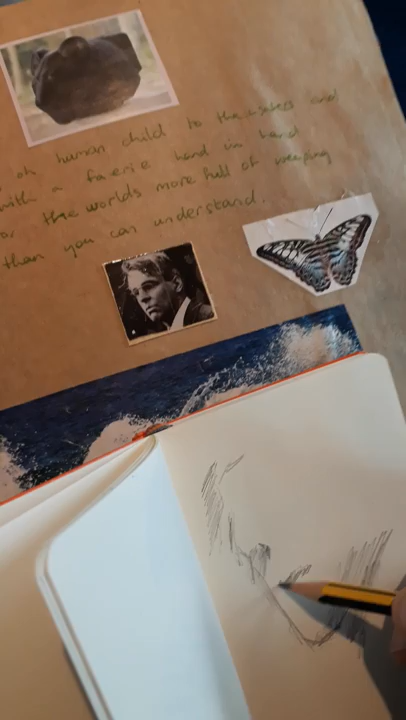 oh human child to the waters and
with a faerie hand in hand
the worlds more full of weeping
than you can understand.